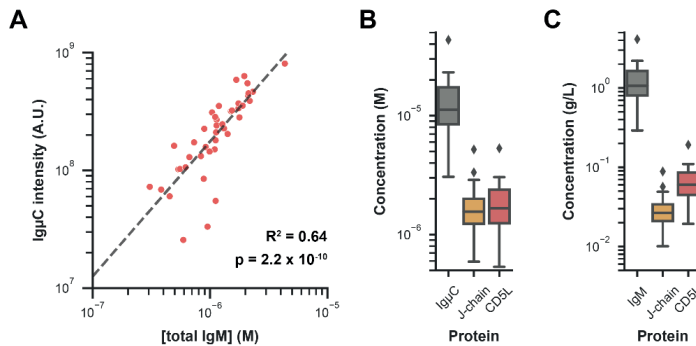 A
IgμC intensity (A.U.)
10⁹
10⁸
10⁷
R² = 0.64
p = 2.2 x 10⁻¹⁰
10⁻⁷
10⁻⁶
10⁻⁵
[total IgM] (M)
B
Concentration (M)
10⁻⁵
10⁻⁶
IgμC
J-chain
CD5L
Protein
C
Concentration (g/L)
10⁰
10⁻¹
10⁻²
IgM
J-chain
CD5L
Protein